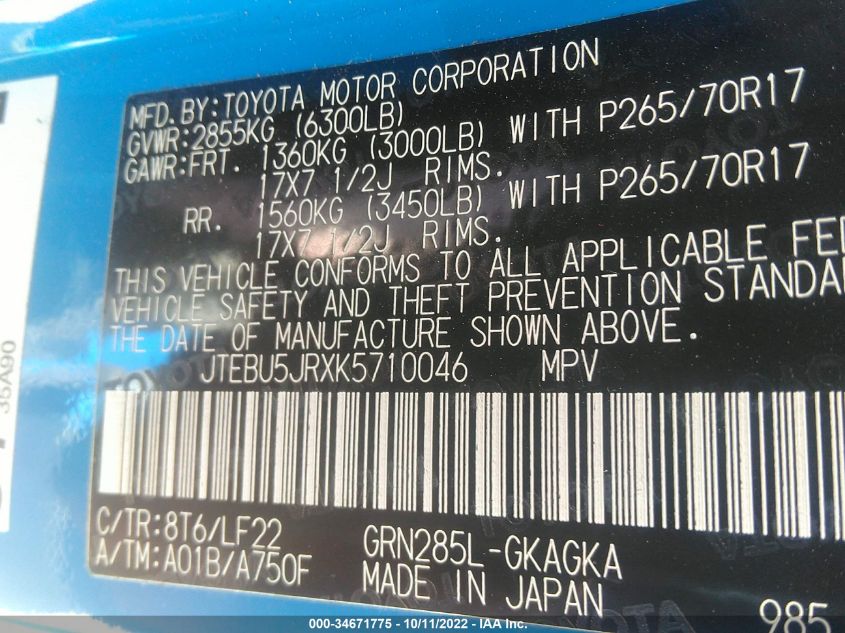 MFD.BY:TOYOTA MOTOR CORPORATION
GVWR:2855KG (6300LB)
GAWR:FRT. 1360KG (3000LB) WITH P265/70R17
17X7 1/2J RIMS.
RR. 1560KG (3450LB) WITH P265/70R17
17X7 1/2J RIMS.
THIS VEHICLE CONFORMS TO ALL APPLICABLE
VEHICLE SAFETY AND THEFT PREVENTION
THE DATE OF MANUFACTURE SHOWN ABOVE.
JTEBU5JRXK5710046 MPV
C/TR:8T6/LF22 GRN285L-GKAGKA
A/TM:A01B/A750F MADE IN JAPAN 985
35A90
000-34671775 - 10/11/2022 - IAA Inc.